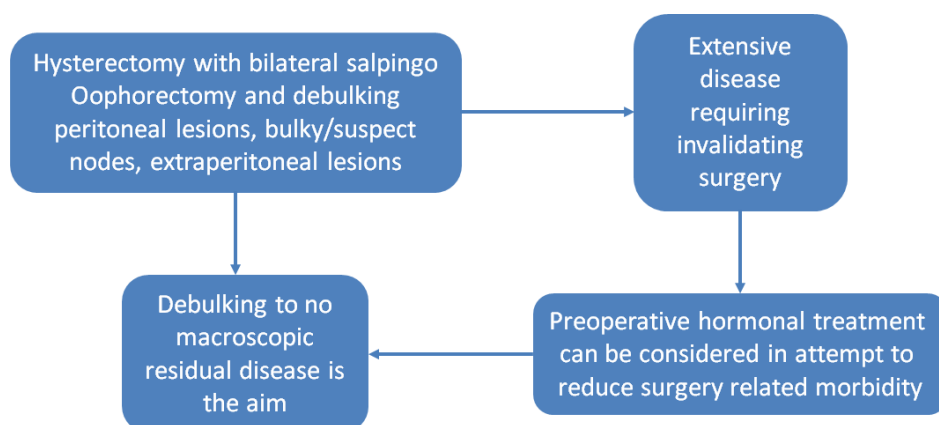 Hysterectomy with bilateral salpingo
Oophorectomy and debulking
peritoneal lesions, bulky/suspect
nodes, extraperitoneal lesions
Extensive
disease
requiring
invalidating
surgery
Debulking to no
macroscopic
residual disease is
the aim
Preoperative hormonal treatment
can be considered in attempt to
reduce surgery related morbidity